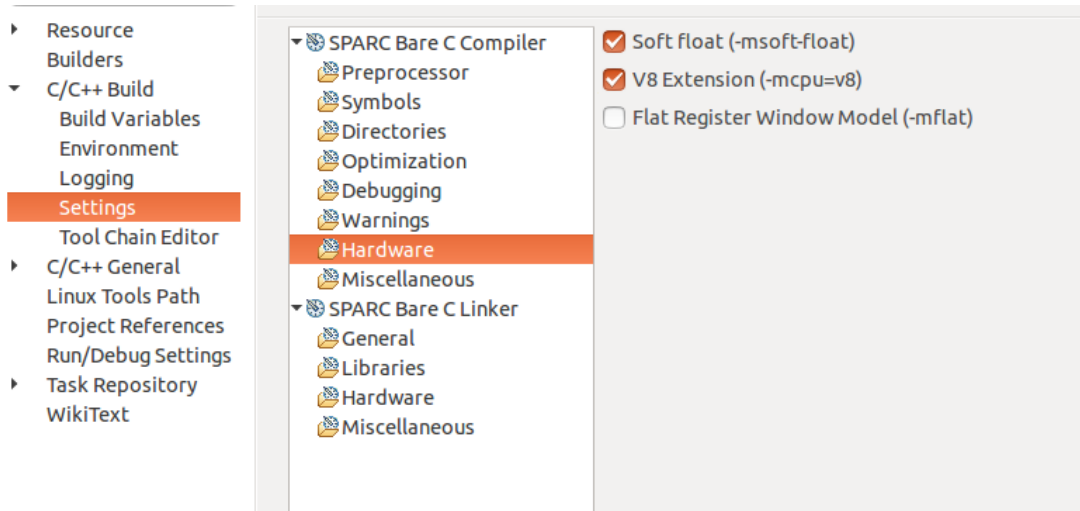 Resource
Builders
C/C++ Build
Build Variables
Environment
Logging
Settings
Tool Chain Editor
C/C++ General
Linux Tools Path
Project References
Run/Debug Settings
Task Repository
WikiText
SPARC Bare C Compiler
Preprocessor
Symbols
Directories
Optimization
Debugging
Warnings
Hardware
Miscellaneous
SPARC Bare C Linker
General
Libraries
Hardware
Miscellaneous
Soft float (-msoft-float)
V8 Extension (-mcpu=v8)
Flat Register Window Model (-mflat)